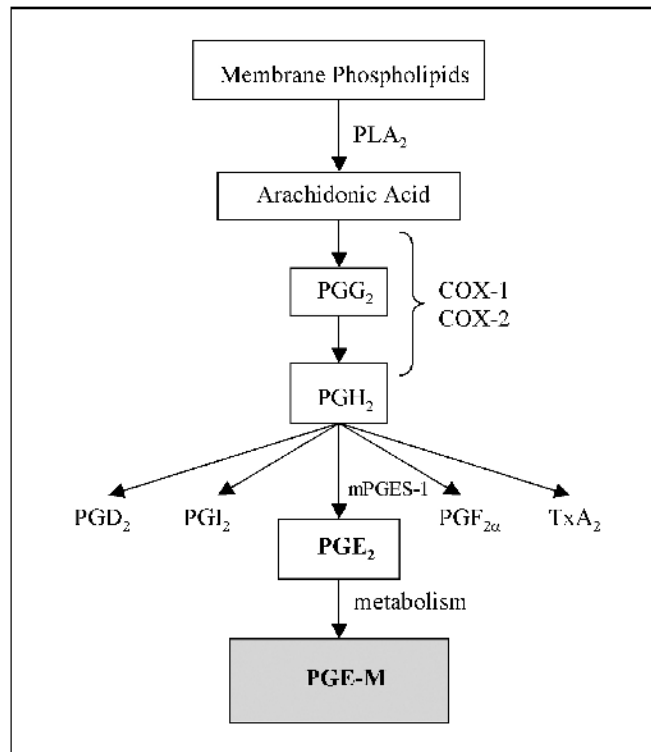 Membrane Phospholipids
PLA₂
Arachidonic Acid
PGG₂
COX-1
COX-2
PGH₂
mPGES-1
PGD₂ PGI₂ PGF₂α TxA₂
PGE₂
metabolism
PGE-M